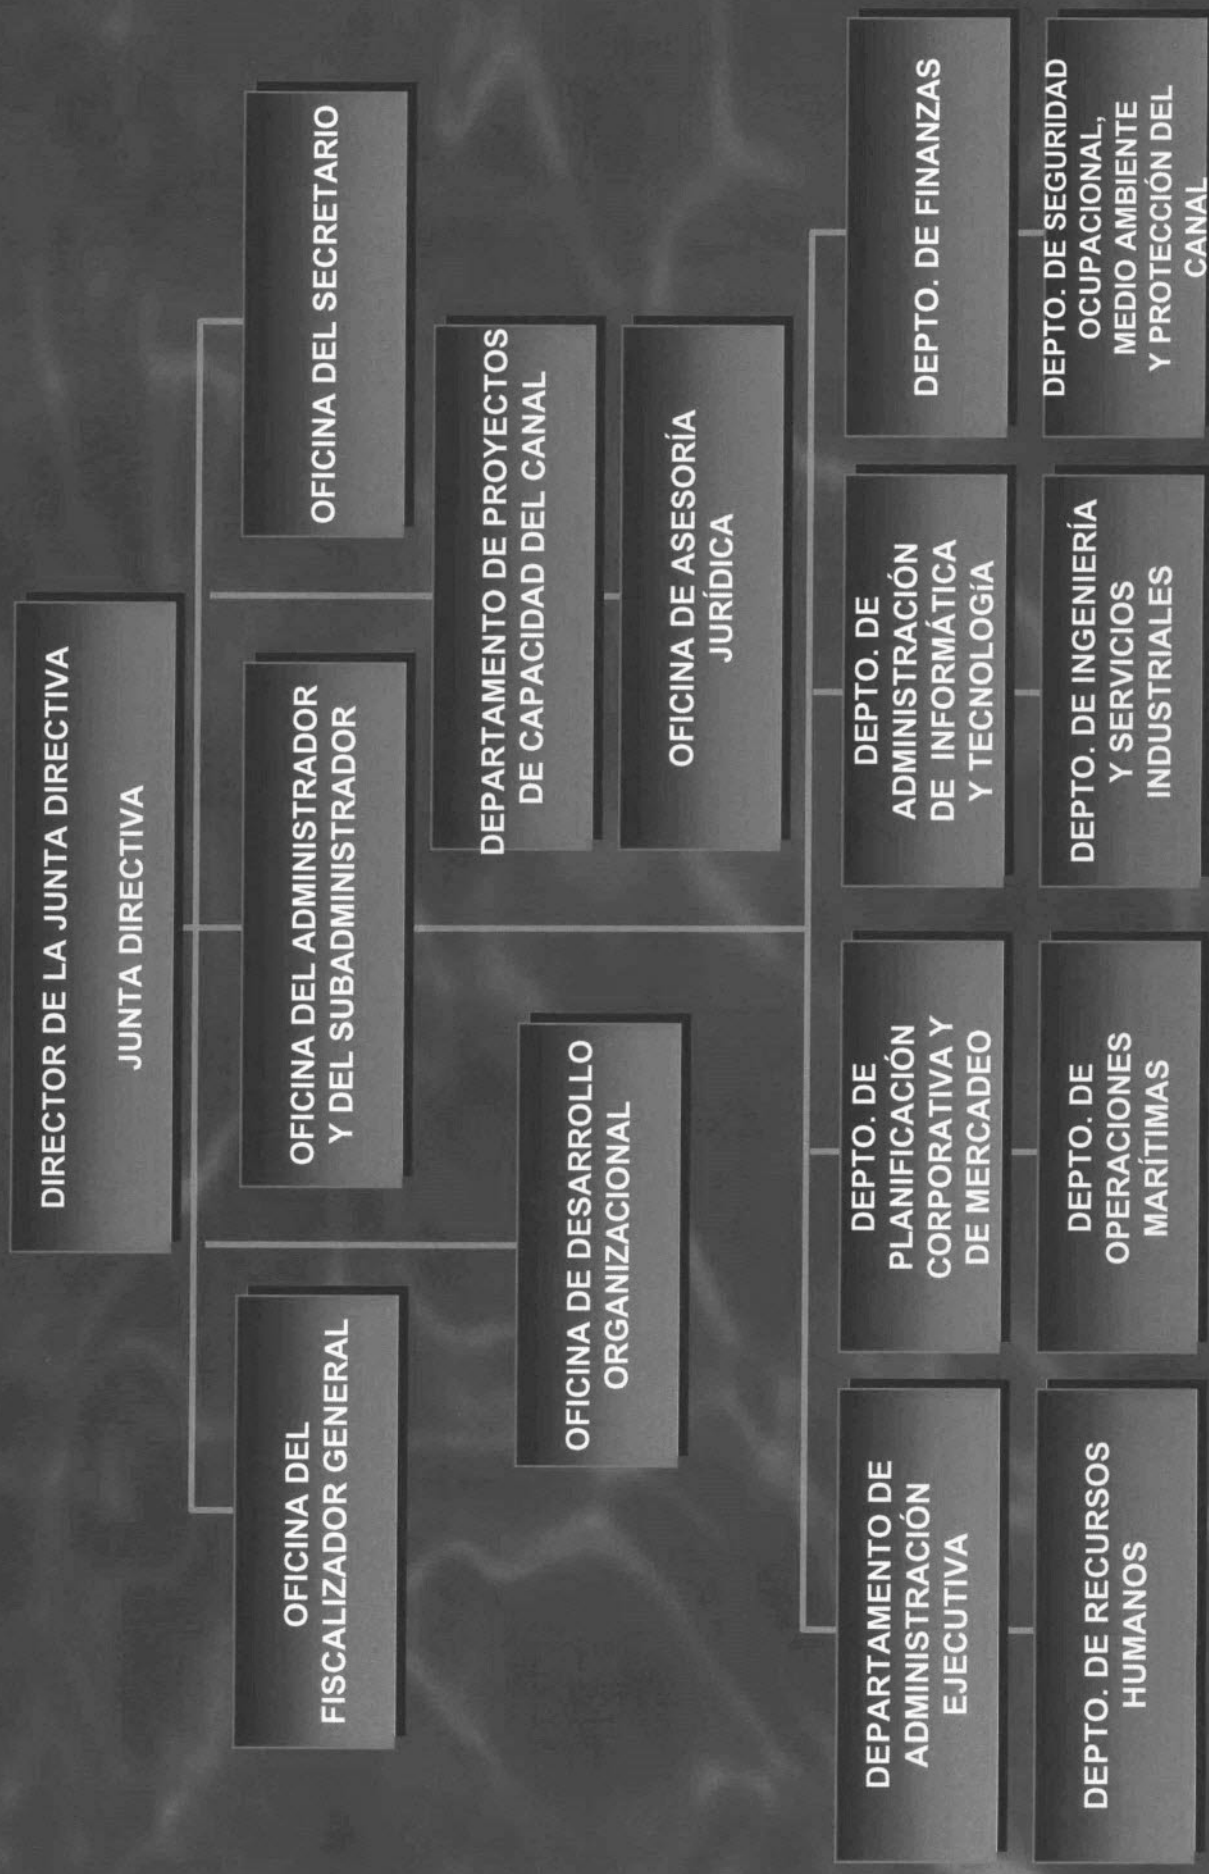 DIRECTOR DE LA JUNTA DIRECTIVA
JUNTA DIRECTIVA
OFICINA DEL
FISCALIZADOR GENERAL
OFICINA DEL ADMINISTRADOR
Y DEL SUBADMINISTRADOR
OFICINA DEL SECRETARIO
OFICINA DE DESARROLLO
ORGANIZACIONAL
DEPARTAMENTO DE PROYECTOS
DE CAPACIDAD DEL CANAL
OFICINA DE ASESORÍA
JURÍDICA
DEPARTAMENTO DE
ADMINISTRACIÓN
EJECUTIVA
DEPTO. DE
PLANIFICACIÓN
CORPORATIVA Y
DE MERCADEO
DEPTO. DE
ADMINISTRACIÓN
DE INFORMÁTICA
Y TECNOLOGÍA
DEPTO. DE FINANZAS
DEPTO. DE RECURSOS
HUMANOS
DEPTO. DE
OPERACIONES
MARÍTIMAS
DEPTO. DE INGENIERÍA
Y SERVICIOS
INDUSTRIALES
DEPTO. DE SEGURIDAD
OCUPACIONAL,
MEDIO AMBIENTE
Y PROTECCIÓN DEL
CANAL